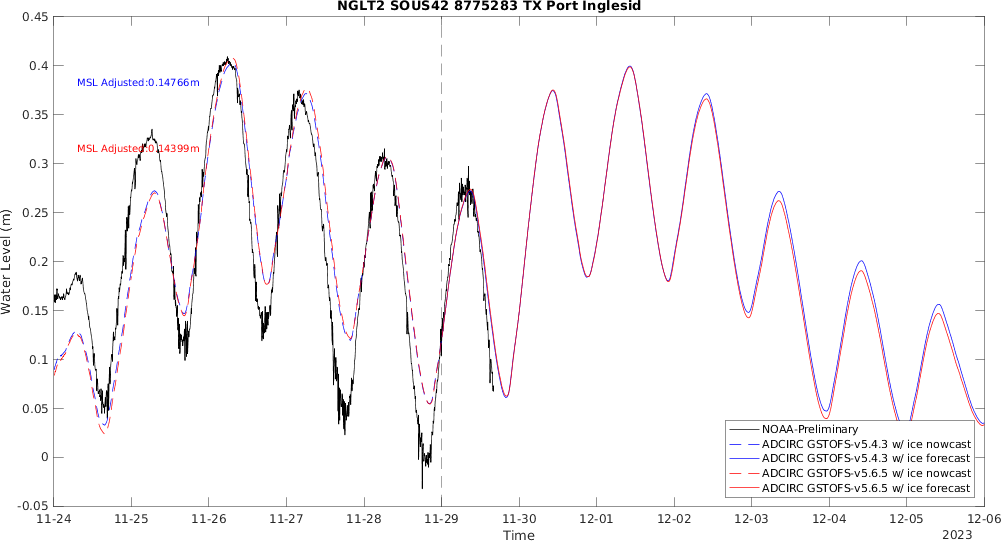 NGLT2 SOUS42 8775283 TX Port Inglesid
0.45
0.4
0.35
0.3
0.25
0.2
0.15
0.1
0.05
0
-0.05
Water Level (m)
MSL Adjusted:0.14766m
MSL Adjusted:0.14399m
NOAA-Preliminary
ADCIRC GSTOFS-v5.4.3 w/ ice nowcast
ADCIRC GSTOFS-v5.4.3 w/ ice forecast
ADCIRC GSTOFS-v5.6.5 w/ ice nowcast
ADCIRC GSTOFS-v5.6.5 w/ ice forecast
11-24 11-25 11-26 11-27 11-28 11-29 11-30 12-01 12-02 12-03 12-04 12-05 12-06
Time
2023